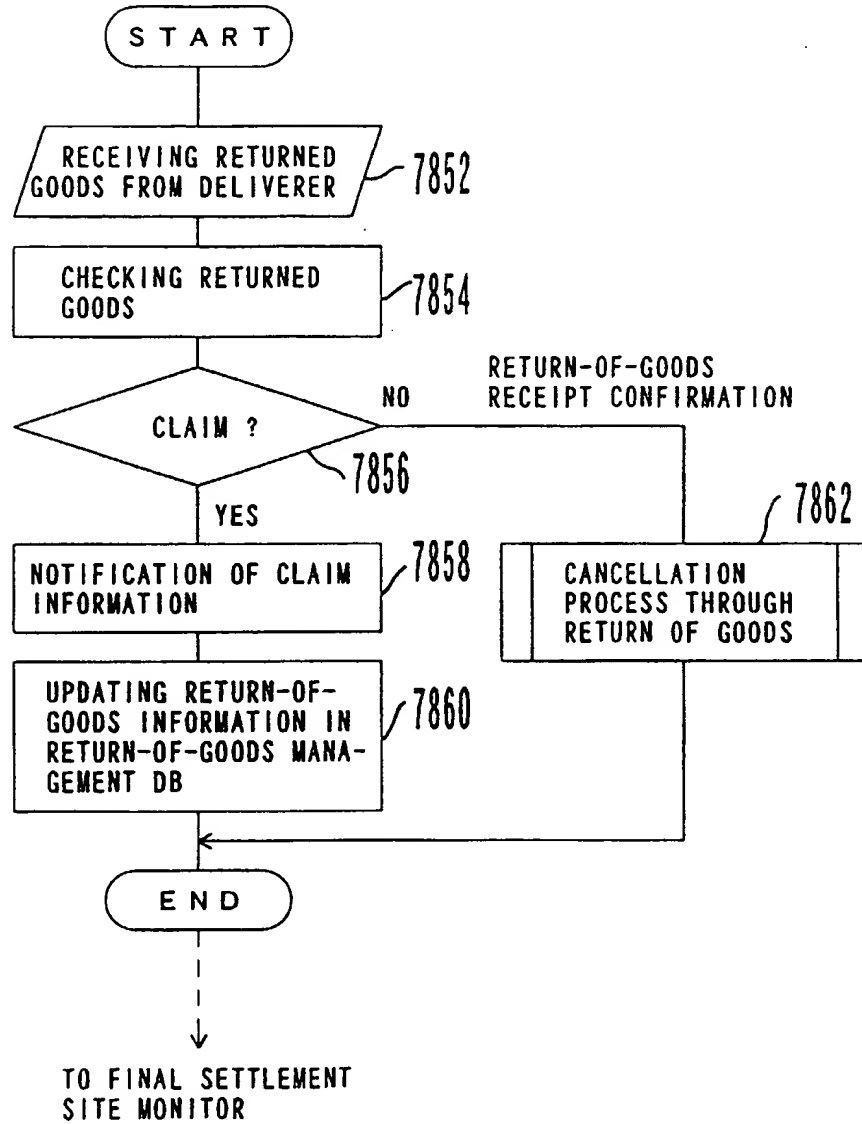 START
RECEIVING RETURNED
GOODS FROM DELIVERER
7852
CHECKING RETURNED
GOODS
7854
CLAIM ?
7856
NO
RETURN-OF-GOODS
RECEIPT CONFIRMATION
YES
NOTIFICATION OF CLAIM
INFORMATION
7858
7862
CANCELLATION
PROCESS THROUGH
RETURN OF GOODS
UPDATING RETURN-OF-
GOODS INFORMATION IN
RETURN-OF-GOODS MANA-
GEMENT DB
7860
END
TO FINAL SETTLEMENT
SITE MONITOR